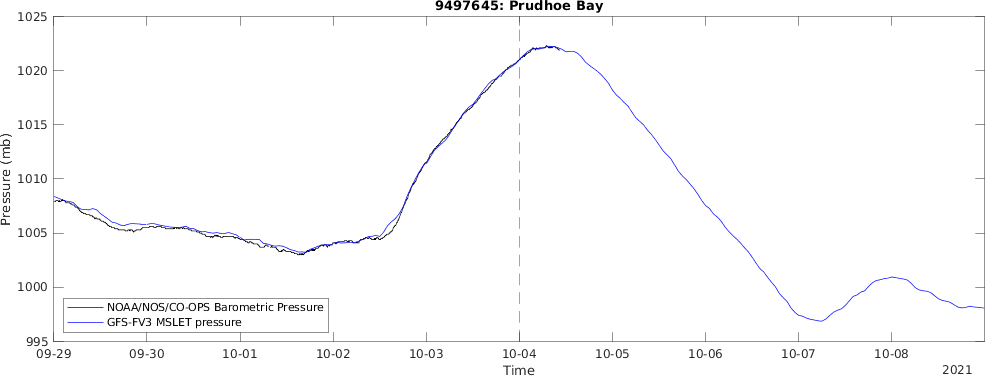 9497645: Prudhoe Bay
1025
1020
1015
1010
1005
1000
995
Pressure (mb)
NOAA/NOS/CO-OPS Barometric Pressure
GFS-FV3 MSLET pressure
09-29 09-30 10-01 10-02 10-03 10-04 10-05 10-06 10-07 10-08
Time
2021